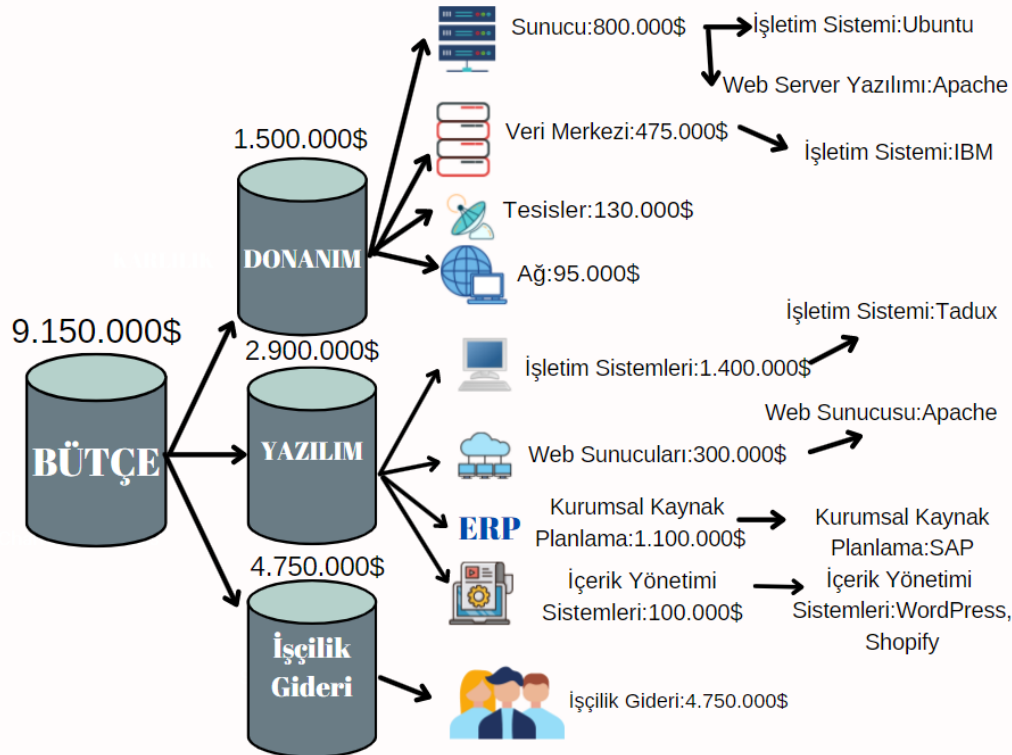 9.150.000$
BÜTÇE
1.500.000$
DONANIM
Sunucu:800.000$
İşletim Sistemi:Ubuntu
Web Server Yazılımı:Apache
Veri Merkezi:475.000$
İşletim Sistemi:IBM
Tesisler:130.000$
Ağ:95.000$
2.900.000$
YAZILIM
İşletim Sistemleri:1.400.000$
İşletim Sistemi:Tadux
Web Sunucuları:300.000$
Web Sunucusu:Apache
ERP
Kurumsal Kaynak
Planlama:1.100.000$
Kurumsal Kaynak
Planlama:SAP
İçerik Yönetimi
Sistemleri:100.000$
İçerik Yönetimi
Sistemleri:WordPress,
Shopify
4.750.000$
İşçilik
Gideri
İşçilik Gideri:4.750.000$